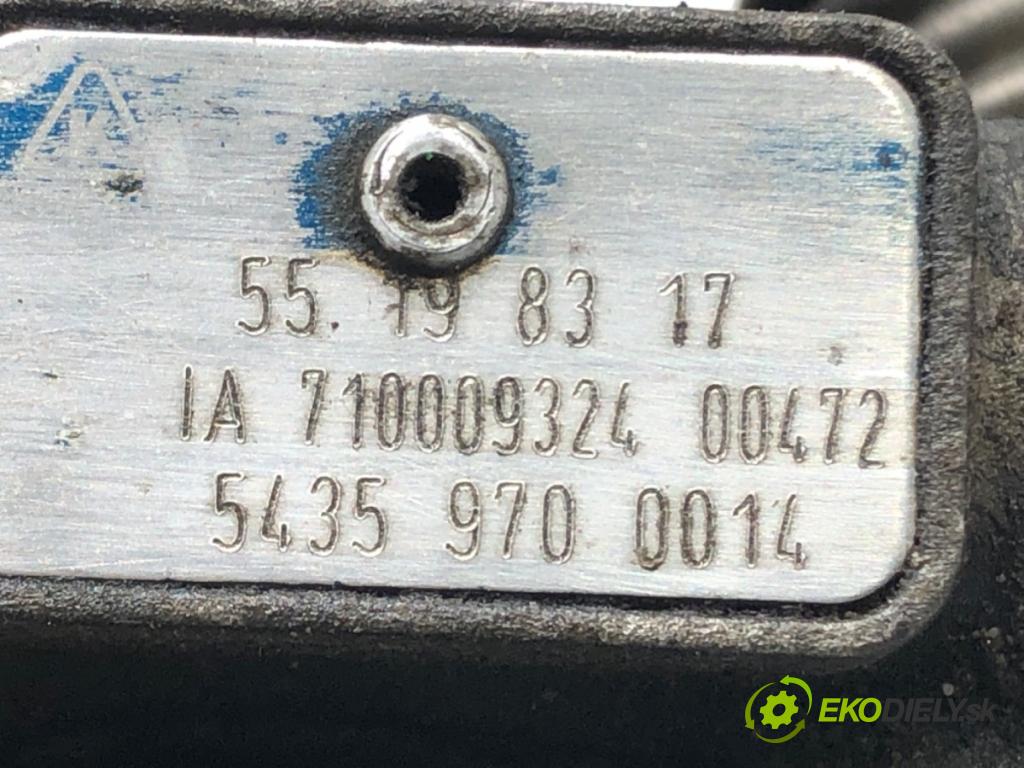 55 19 83 17
IA 710009324 00472
5435 970 0014
EKODIELY.sk